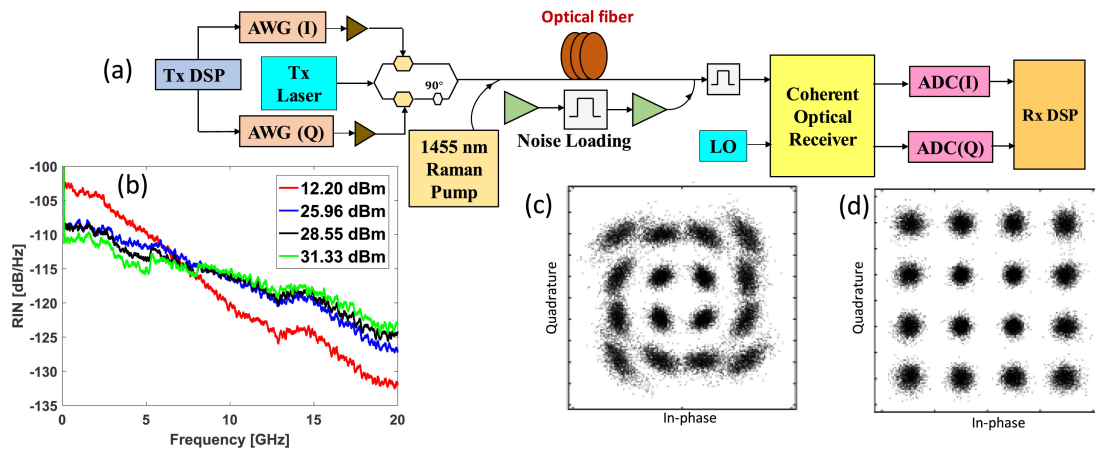 Optical fiber
(a)
AWG (I)
Tx DSP
Tx
Laser
AWG (Q)
90°
1455 nm
Raman
Pump
Noise Loading
LO
Coherent
Optical
Receiver
ADC(I)
ADC(Q)
Rx DSP
(b)
12.20 dBm
25.96 dBm
28.55 dBm
31.33 dBm
RIN [dB/Hz]
-100
-105
-110
-115
-120
-125
-130
-135
0
5
10
15
20
Frequency [GHz]
(c)
Quadrature
In-phase
(d)
Quadrature
In-phase